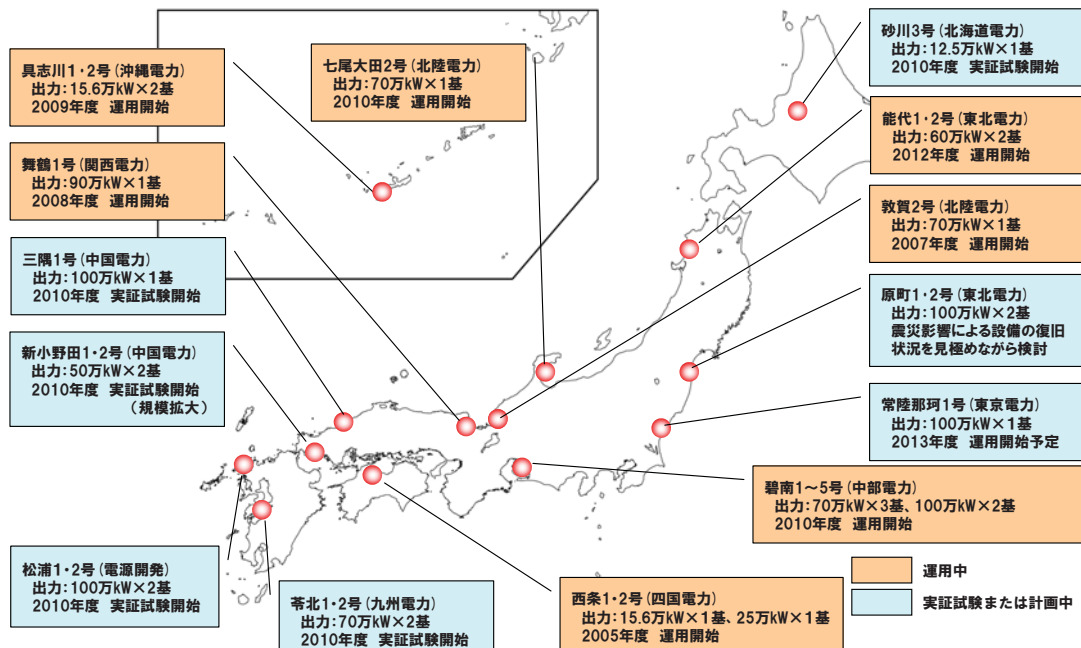 具志川1・2号(沖縄電力)
出力:15.6万kW×2基
2009年度 運用開始
舞鶴1号(関西電力)
出力:90万kW×1基
2008年度 運用開始
三隅1号(中国電力)
出力:100万kW×1基
2010年度 実証試験開始
新小野田1・2号(中国電力)
出力:50万kW×2基
2010年度 実証試験開始
(規模拡大)
松浦1・2号(電源開発)
出力:100万kW×2基
2010年度 実証試験開始
七尾大田2号(北陸電力)
出力:70万kW×1基
2010年度 運用開始
苓北1・2号(九州電力)
出力:70万kW×2基
2010年度 実証試験開始
西条1・2号(四国電力)
出力:15.6万kW×1基、25万kW×1基
2005年度 運用開始
砂川3号(北海道電力)
出力:12.5万kW×1基
2010年度 実証試験開始
能代1・2号(東北電力)
出力:60万kW×2基
2012年度 運用開始
敦賀2号(北陸電力)
出力:70万kW×1基
2007年度 運用開始
原町1・2号(東北電力)
出力:100万kW×2基
震災影響による設備の復旧
状況を見極めながら検討
常陸那珂1号(東京電力)
出力:100万kW×1基
2013年度 運用開始予定
碧南1~5号(中部電力)
出力:70万kW×3基、100万kW×2基
2010年度 運用開始
運用中
実証試験または計画中